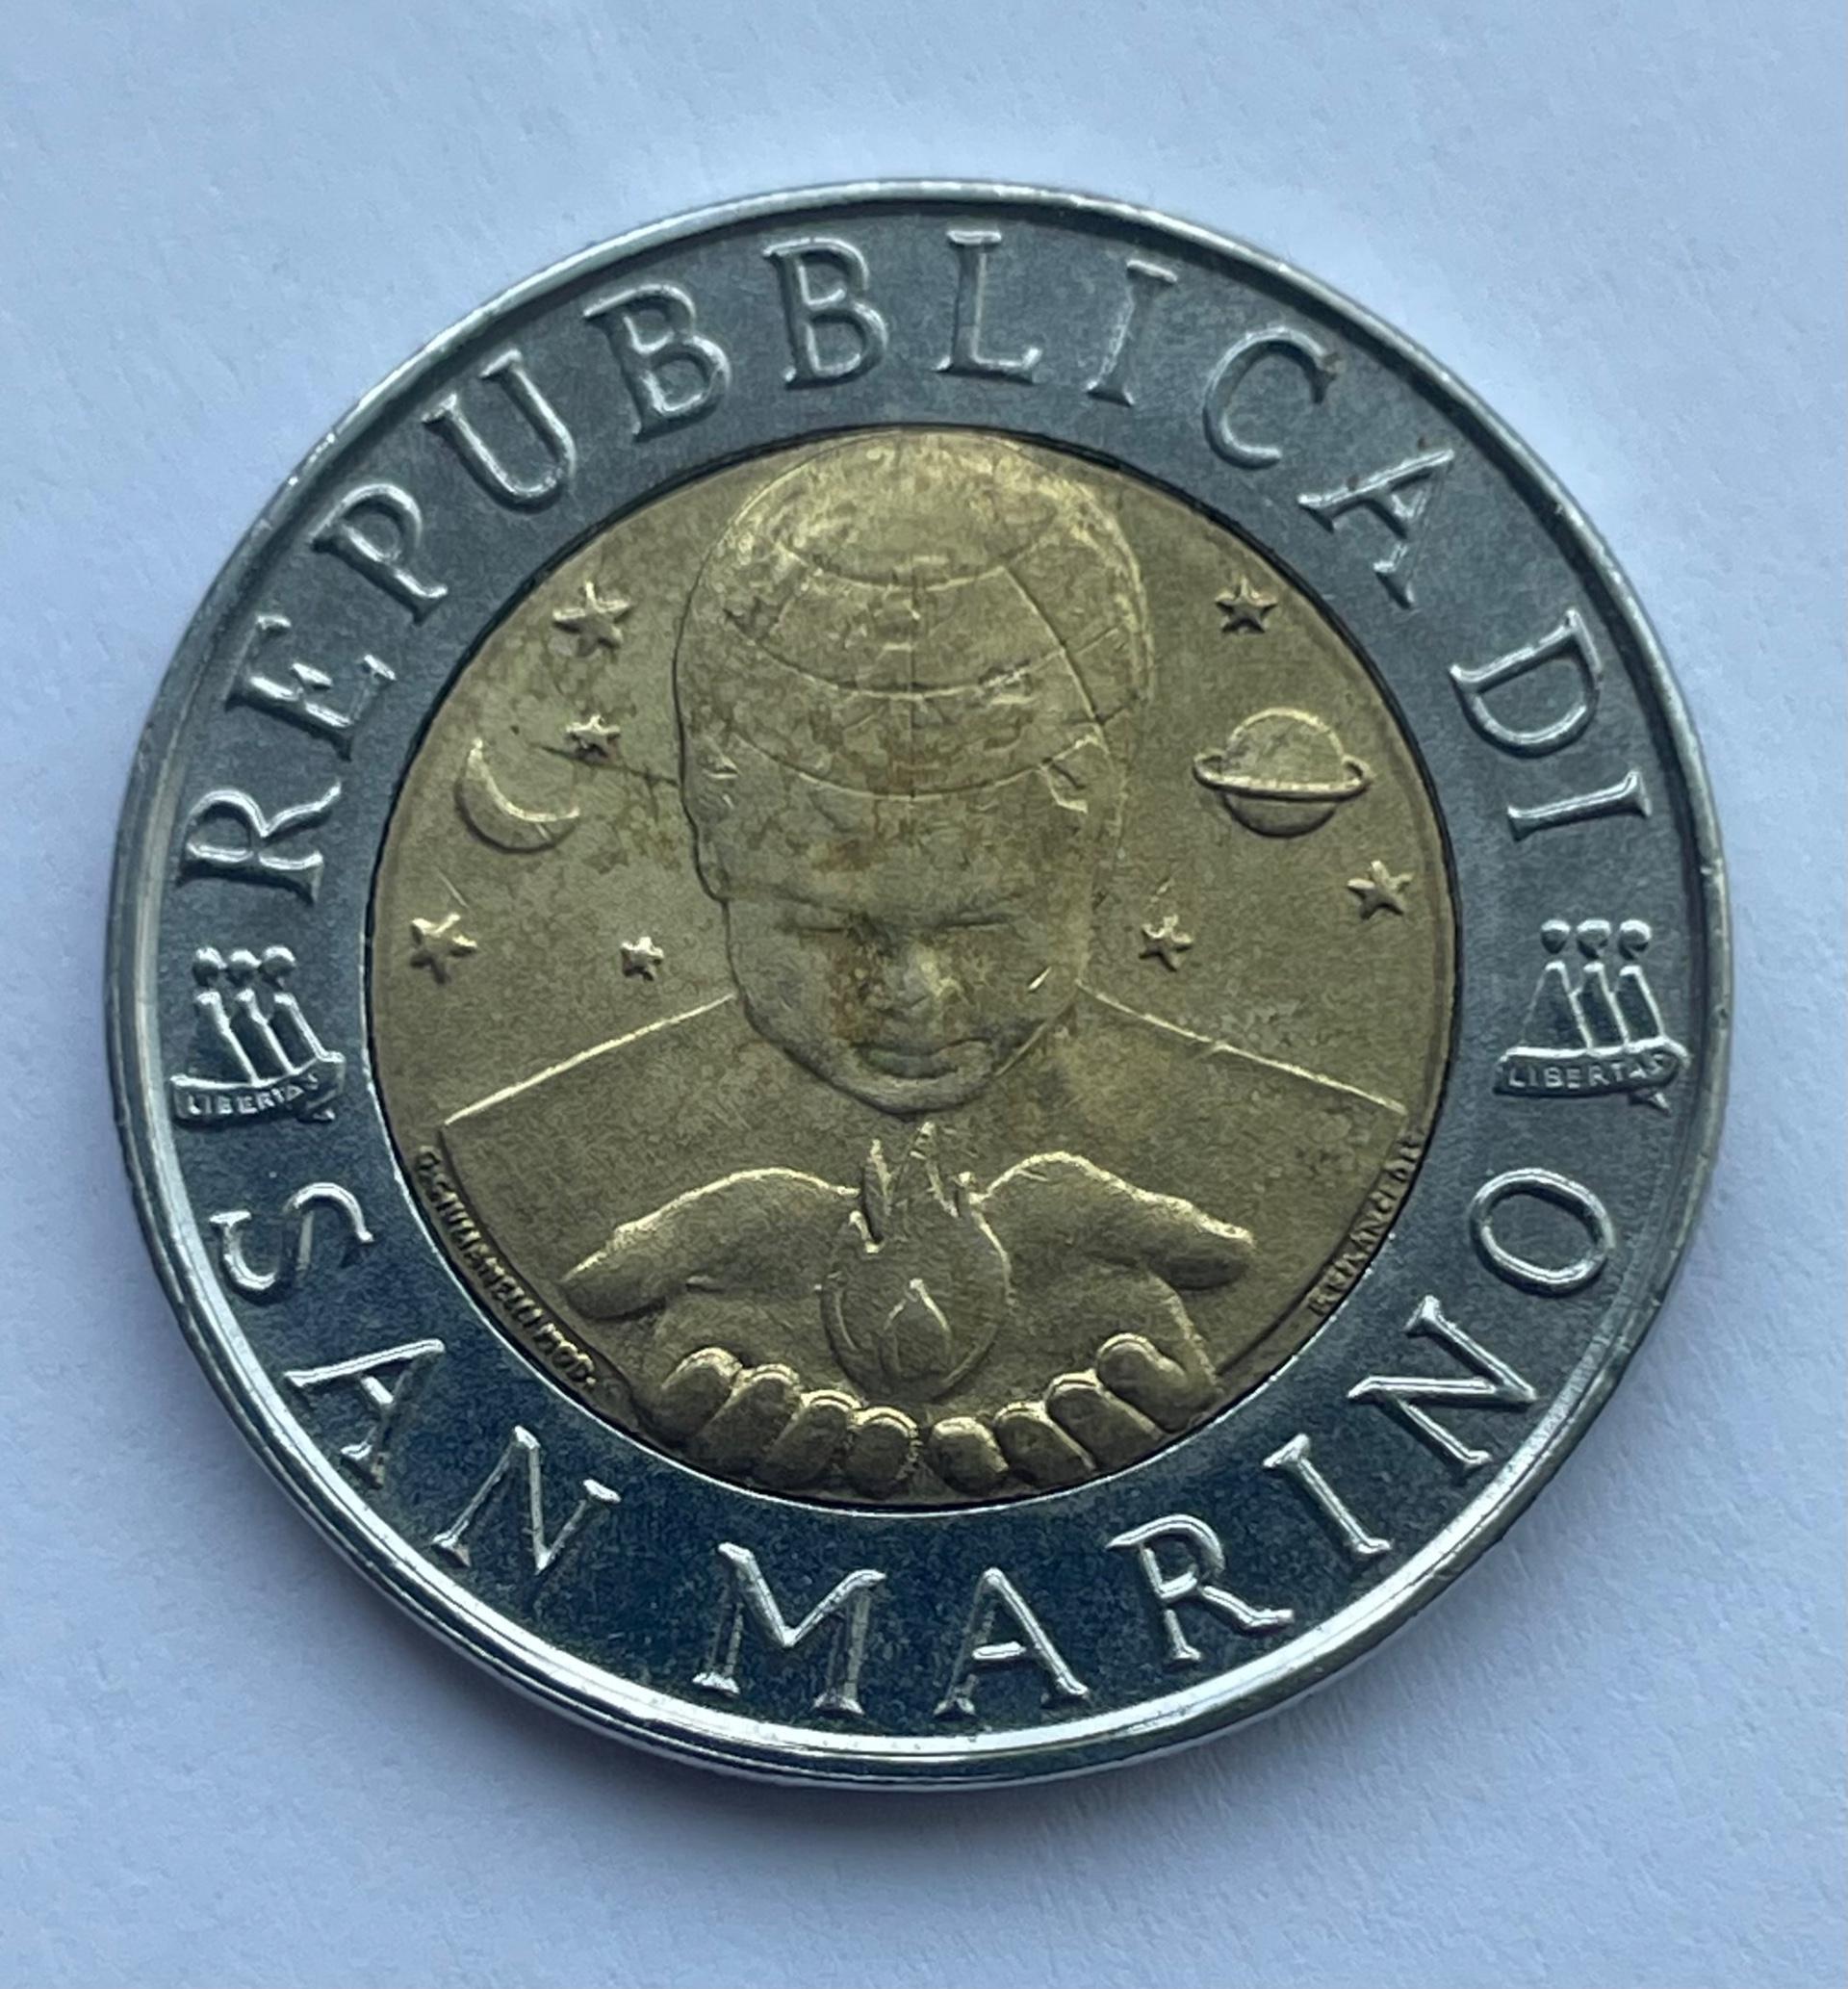 REPUBBLICA DI
SAN MARINO
LIBERTAS
LIBERTAS